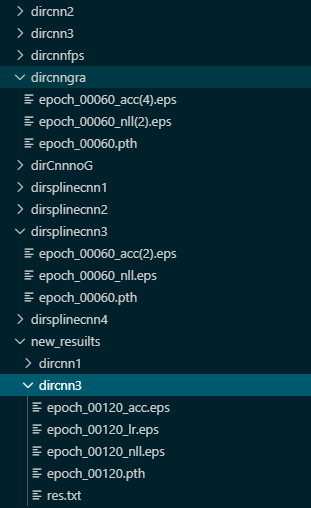 dircnn2
dircnn3
dircnnfps
dircnngra
epoch_00060_acc(4).eps
epoch_00060_nll(2).eps
epoch_00060.pth
dirCnnnoG
dirsplinecnn1
dirsplinecnn2
dirsplinecnn3
epoch_00060_acc(2).eps
epoch_00060_nll.eps
epoch_00060.pth
dirsplinecnn4
new_resuilts
dircnn1
dircnn3
epoch_00120_acc.eps
epoch_00120_lr.eps
epoch_00120_nll.eps
epoch_00120.pth
res.txt